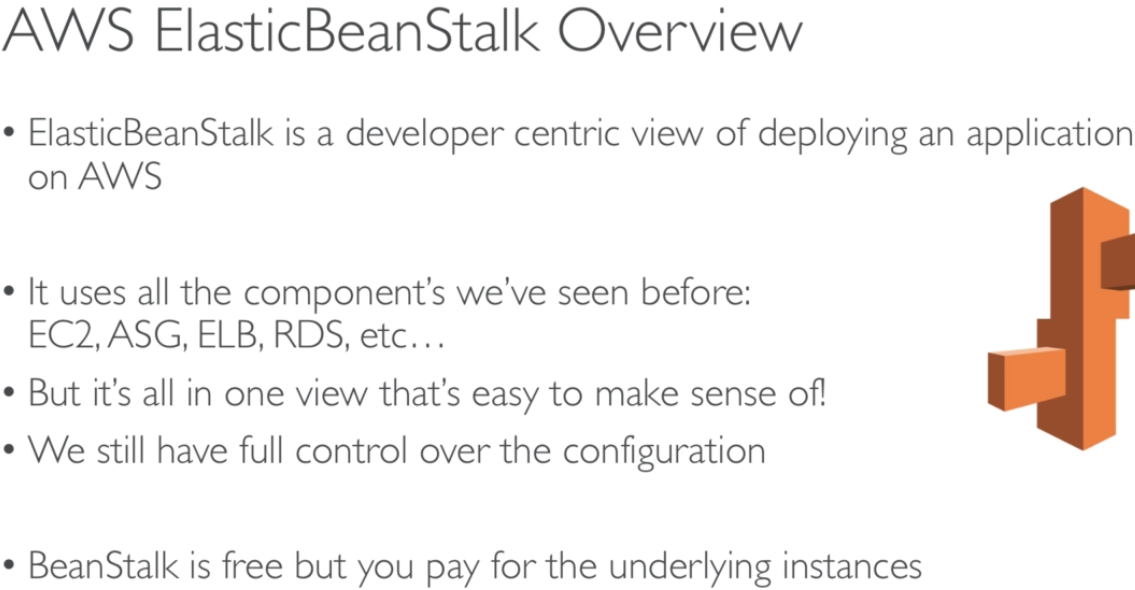 AWS ElasticBeanStalk Overview
• ElasticBeanStalk is a developer centric view of deploying an application
on AWS
• It uses all the component's we've seen before:
EC2, ASG, ELB, RDS, etc…
• But it's all in one view that's easy to make sense of!
• We still have full control over the configuration
• BeanStalk is free but you pay for the underlying instances